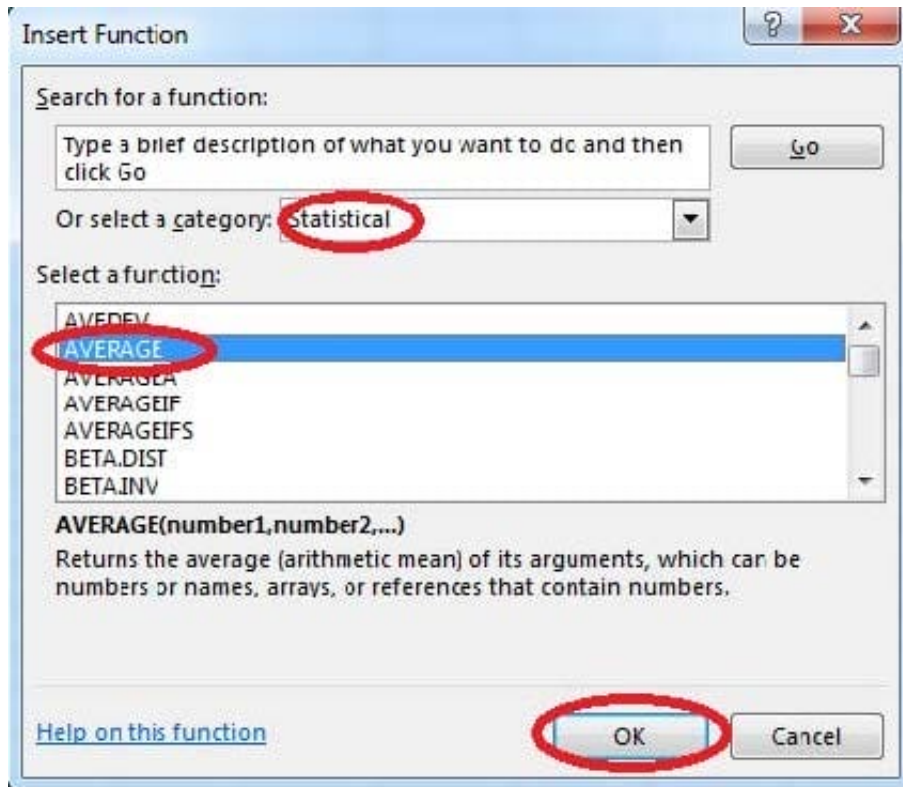 Insert Function
Search for a function:
Type a brief description of what you want to do and then
click Go
Go
Or select a category: Statistical
Select a function:
AVEDEV
AVERAGE
AVERAGEA
AVERAGEIF
AVERAGEIFS
BETA.DIST
BETA.INV
AVERAGE(number1,number2,...)
Returns the average (arithmetic mean) of its arguments, which can be
numbers or names, arrays, or references that contain numbers.
Help on this function
OK
Cancel